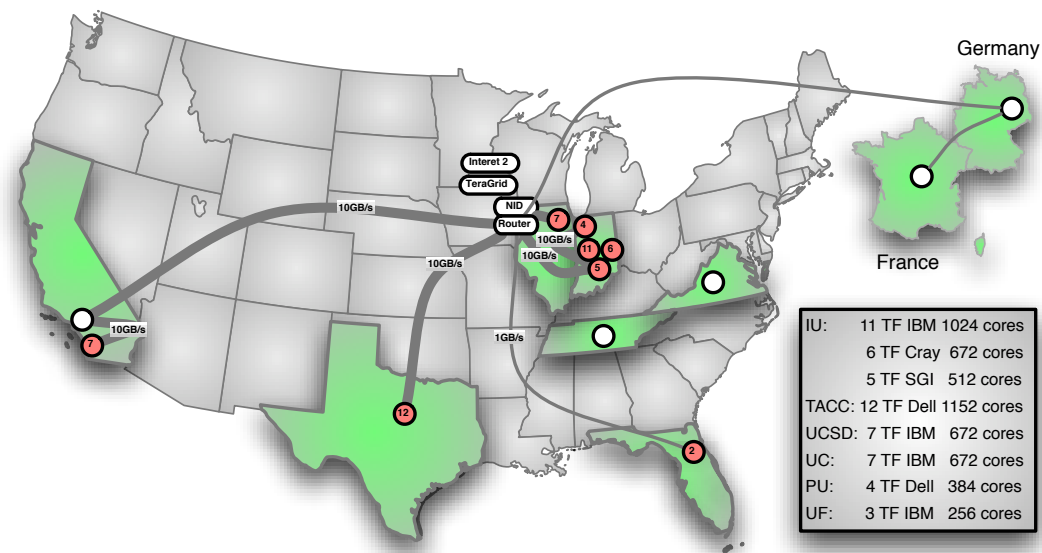 Germany
Interet 2
TeraGrid
NID
Router
10GB/s
7
4
10GB/s
11
6
10GB/s
5
10GB/s
France
10GB/s
7
1GB/s
12
2
IU: 11 TF IBM 1024 cores
6 TF Cray 672 cores
5 TF SGI 512 cores
TACC: 12 TF Dell 1152 cores
UCSD: 7 TF IBM 672 cores
UC: 7 TF IBM 672 cores
PU: 4 TF Dell 384 cores
UF: 3 TF IBM 256 cores